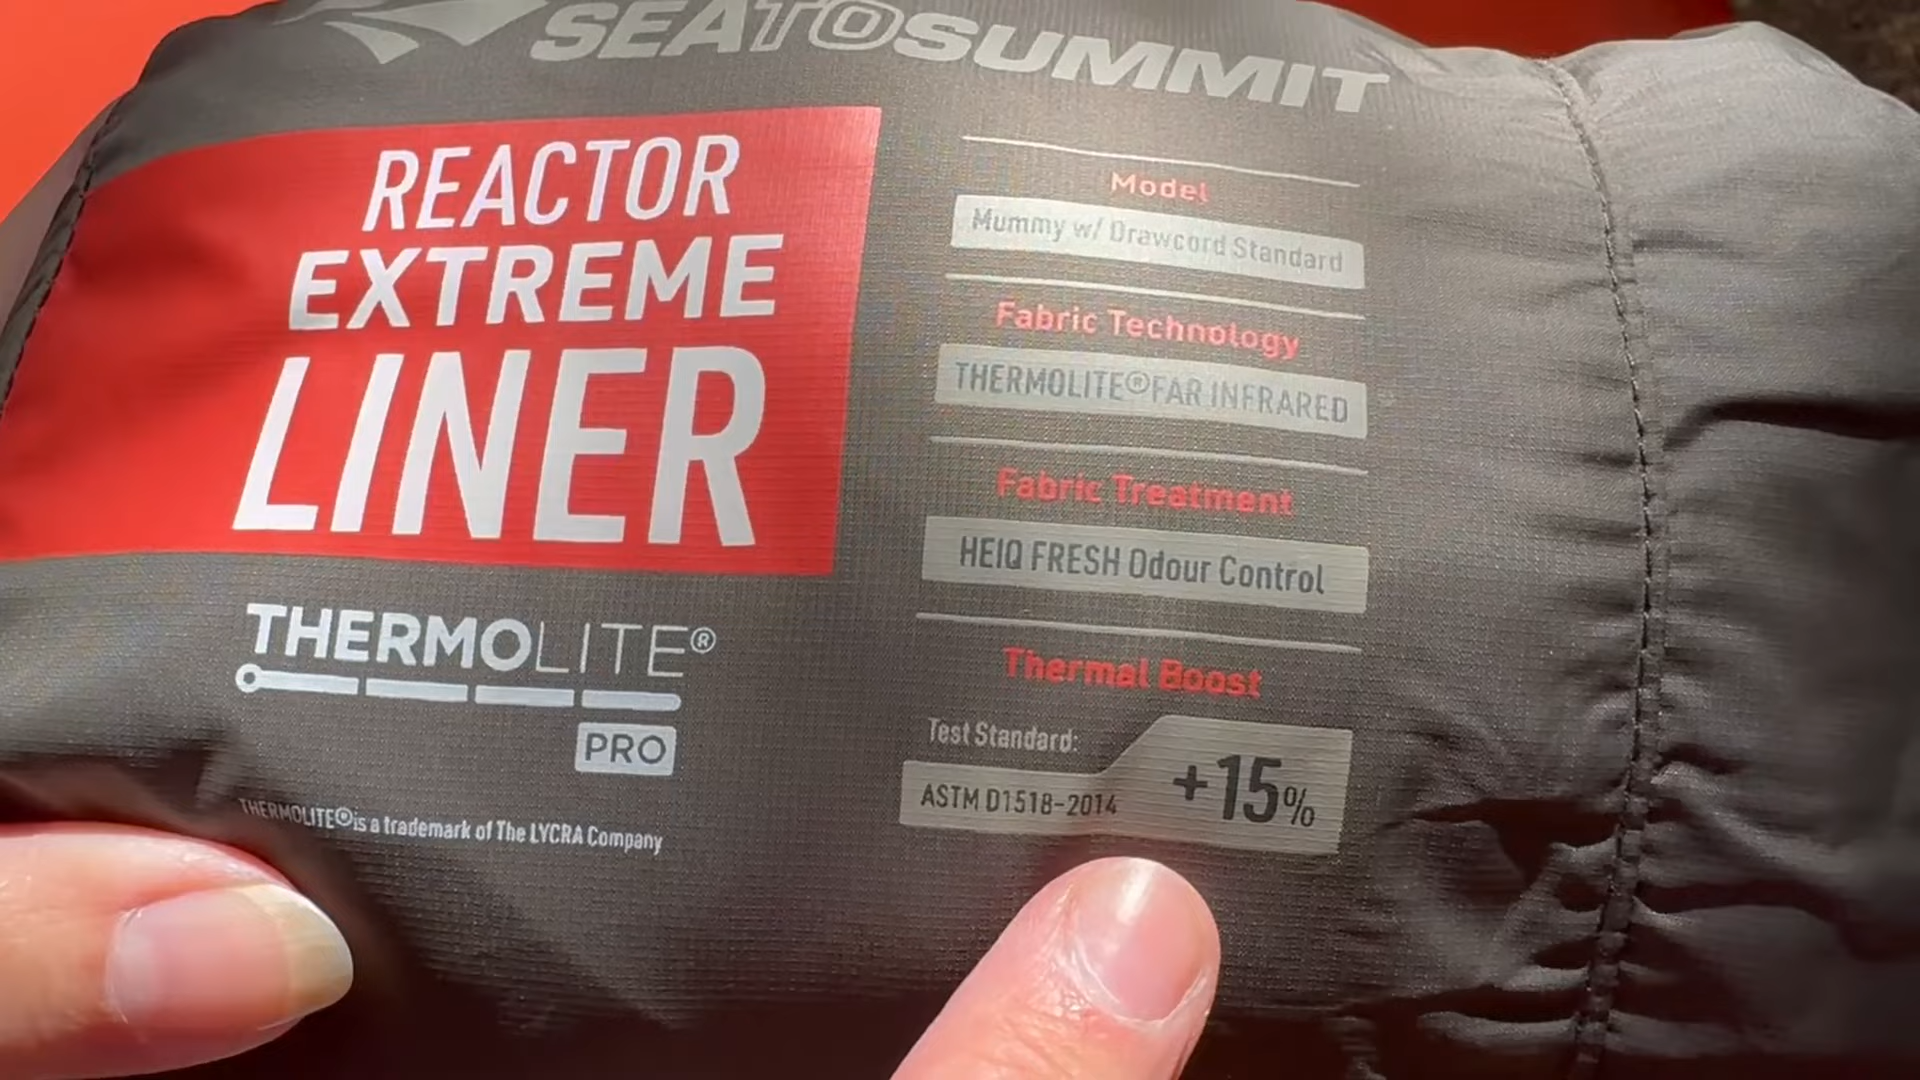 SEATOSUMMIT
REACTOR
EXTREME
LINER
THERMOLITE®
PRO
THERMOLITE® is a trademark of The LYCRA Company
Model
Mummy w/ Drawcord Standard
Fabric Technology
THERMOLITE® FAR INFRARED
Fabric Treatment
HEIQ FRESH Odour Control
Thermal Boost
Test Standard:
ASTM D1518-2014
+15%